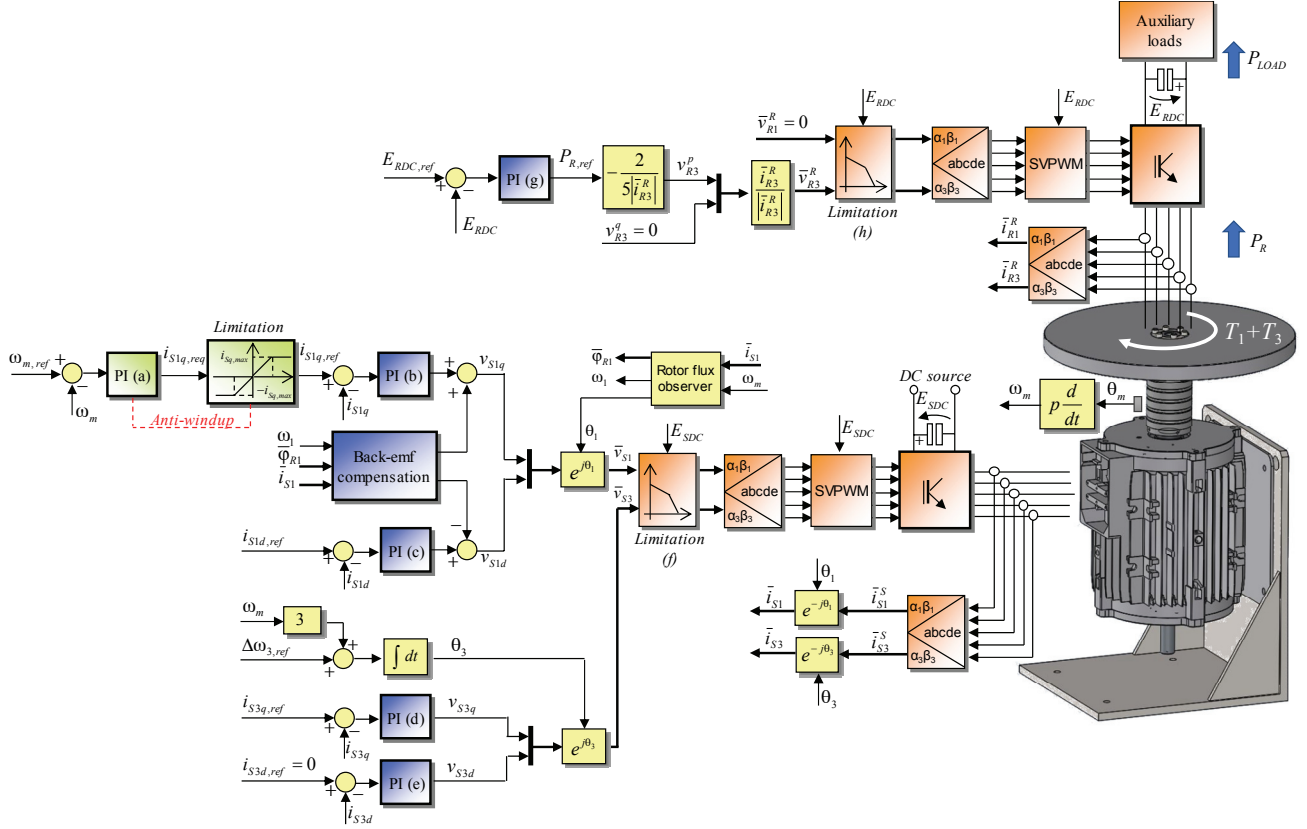 Auxiliary
loads
P_LOAD
E_RDC
E_RDC
E_RDC
v̄^R_R1 = 0
α₁β₁
abcde
α₃β₃
SVPWM
Limitation
(h)
E_RDC,ref
+
−
E_RDC
PI (g)
P_R,ref
−2/(5|ī^R_R3|)
v^p_R3
v^q_R3 = 0
ī^R_R3/|ī^R_R3|
v̄^R_R3
+
ī^R_R1
ī^R_R3
α₁β₁
abcde
α₃β₃
P_R
T₁+T₃
ω_m,ref
+
−
ω_m
PI (a)
i_S1q,req
Limitation
i_Sq,max
−i_Sq,max
Anti-windup
i_S1q,ref
+
−
i_S1q
PI (b)
+
+
v_S1q
ω₁
φ̄_R1
ī_S1
Back-emf
compensation
i_S1d,ref
+
−
i_S1d
PI (c)
−
+
v_S1d
φ̄_R1
ω₁
Rotor flux
observer
ī_S1
ω_m
θ₁
e^jθ₁
v̄_S1
v̄_S3
E_SDC
Limitation
(f)
α₁β₁
abcde
α₃β₃
E_SDC
SVPWM
DC source
E_SDC
+
ω_m
p d/dt
θ_m
ω_m
3
Δω_3,ref
+
+
∫ dt
θ₃
i_S3q,ref
+
−
i_S3q
PI (d)
v_S3q
i_S3d,ref = 0
+
−
i_S3d
PI (e)
v_S3d
e^jθ₃
θ₁
ī_S1
e^−jθ₁
ī^S_S1
ī_S3
e^−jθ₃
ī^S_S3
θ₃
α₁β₁
abcde
α₃β₃